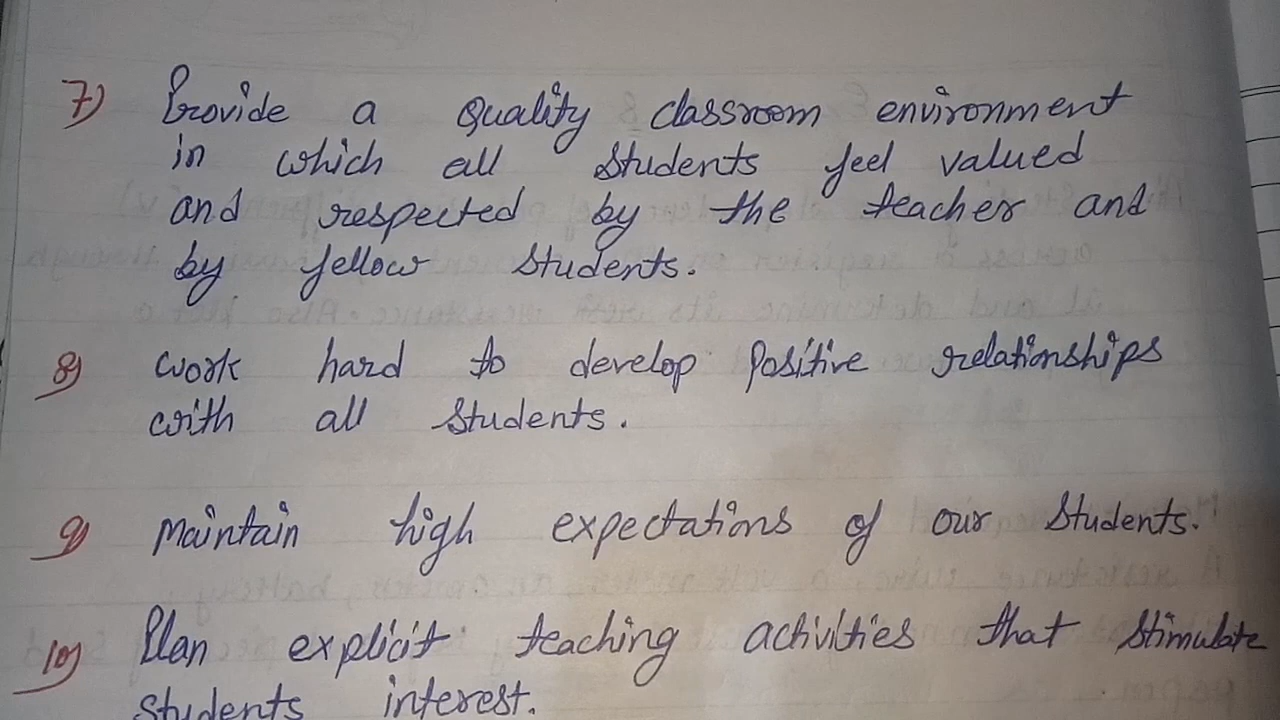 7) Provide a quality classroom environment
in which all students feel valued
and respected by the teacher and
by fellow students.
8) work hard to develop positive relationships
with all students.
9) Maintain high expectations of our students.
10) Plan explicit teaching activities that stimulate
students interest.